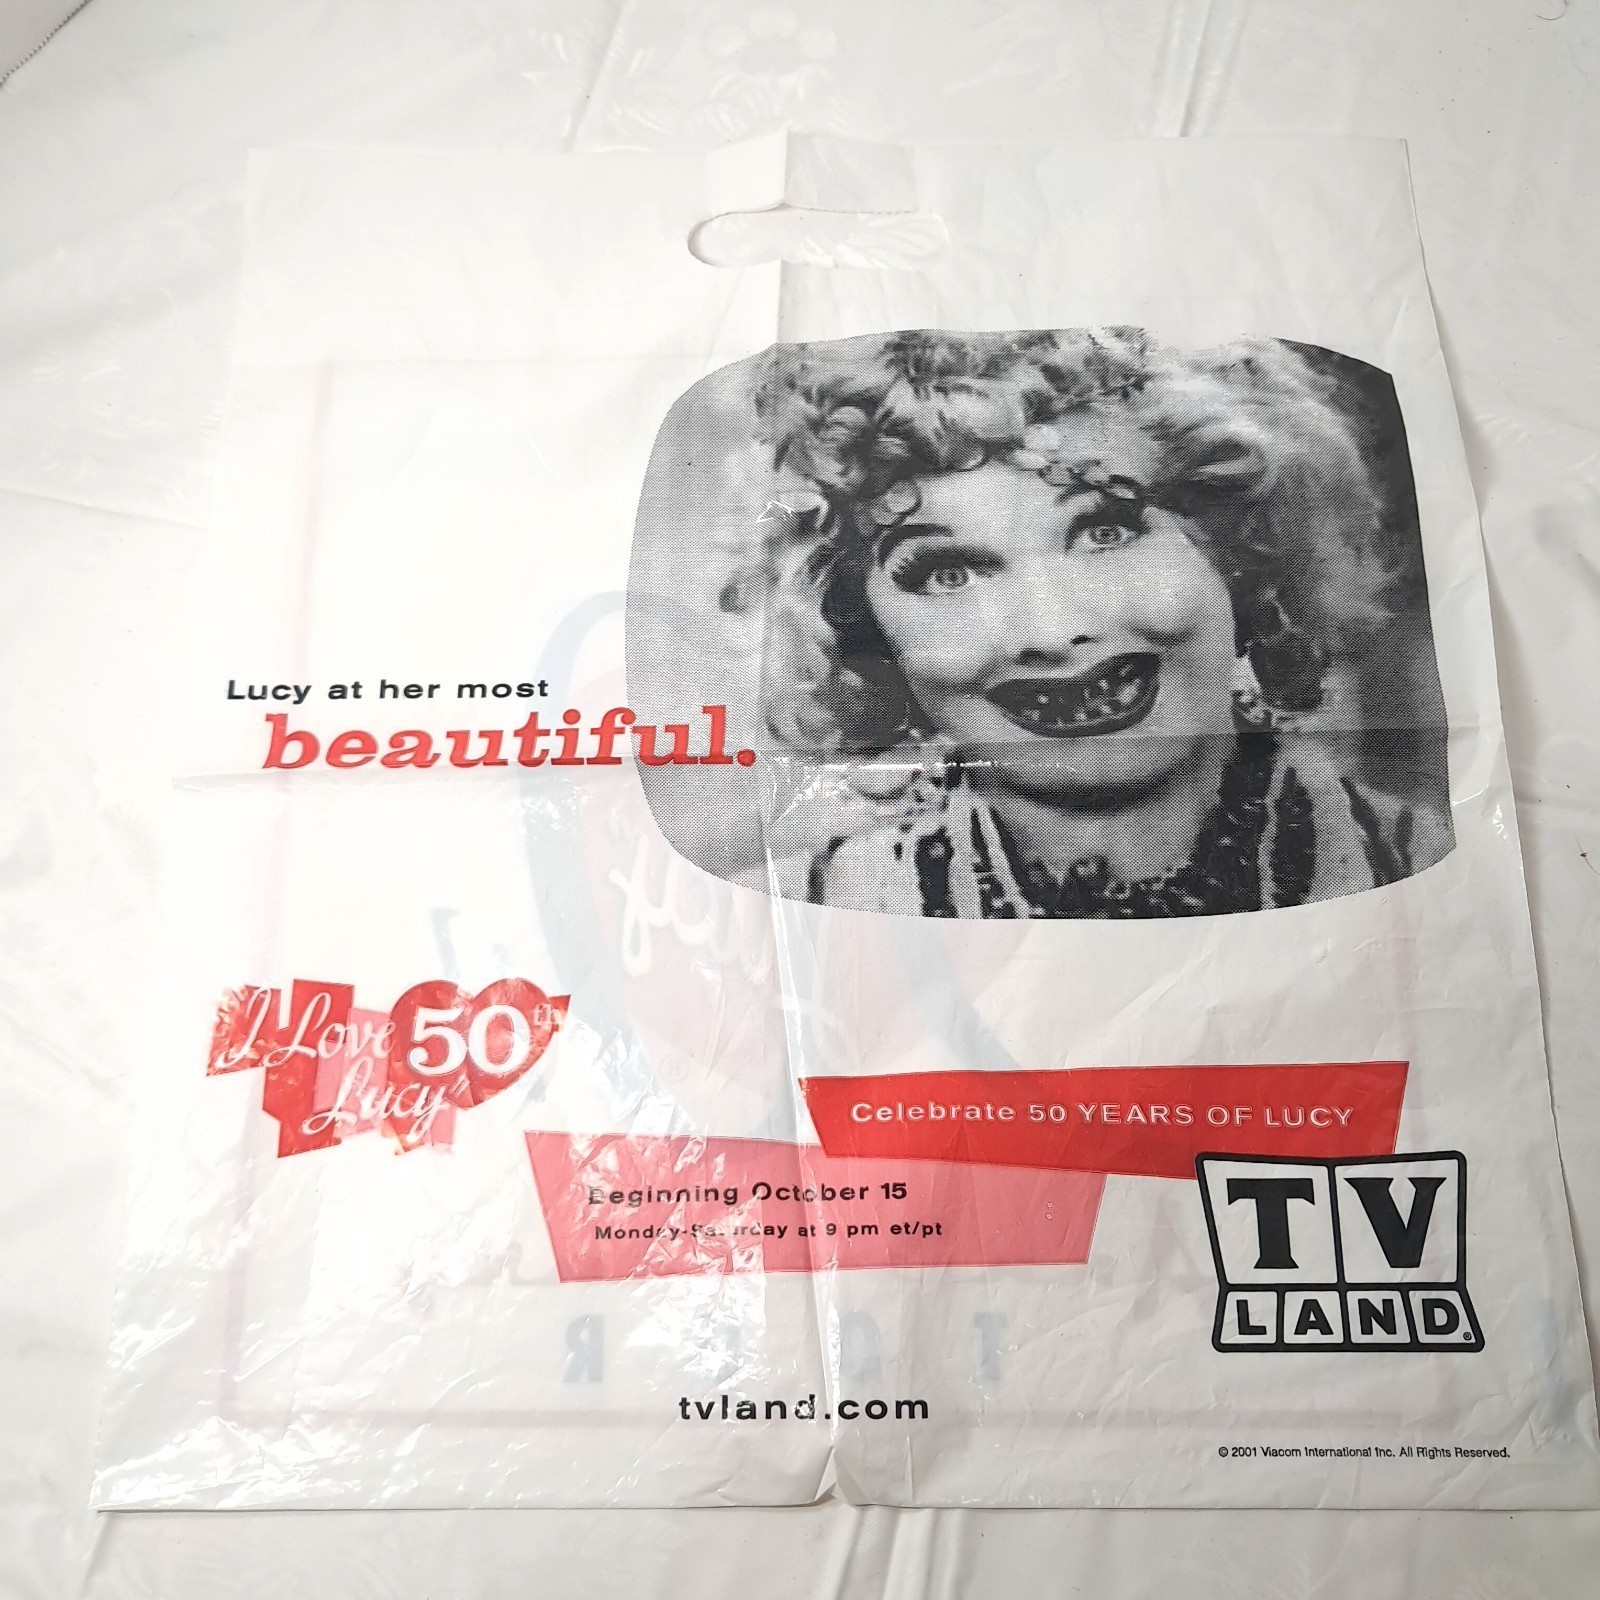 Lucy at her most
beautiful.
"I Love
Lucy"
50th
Celebrate 50 YEARS OF LUCY
Beginning October 15
Monday-Saturday at 9 pm et/pt
TV
LAND®
tvland.com
© 2001 Viacom International Inc. All Rights Reserved.